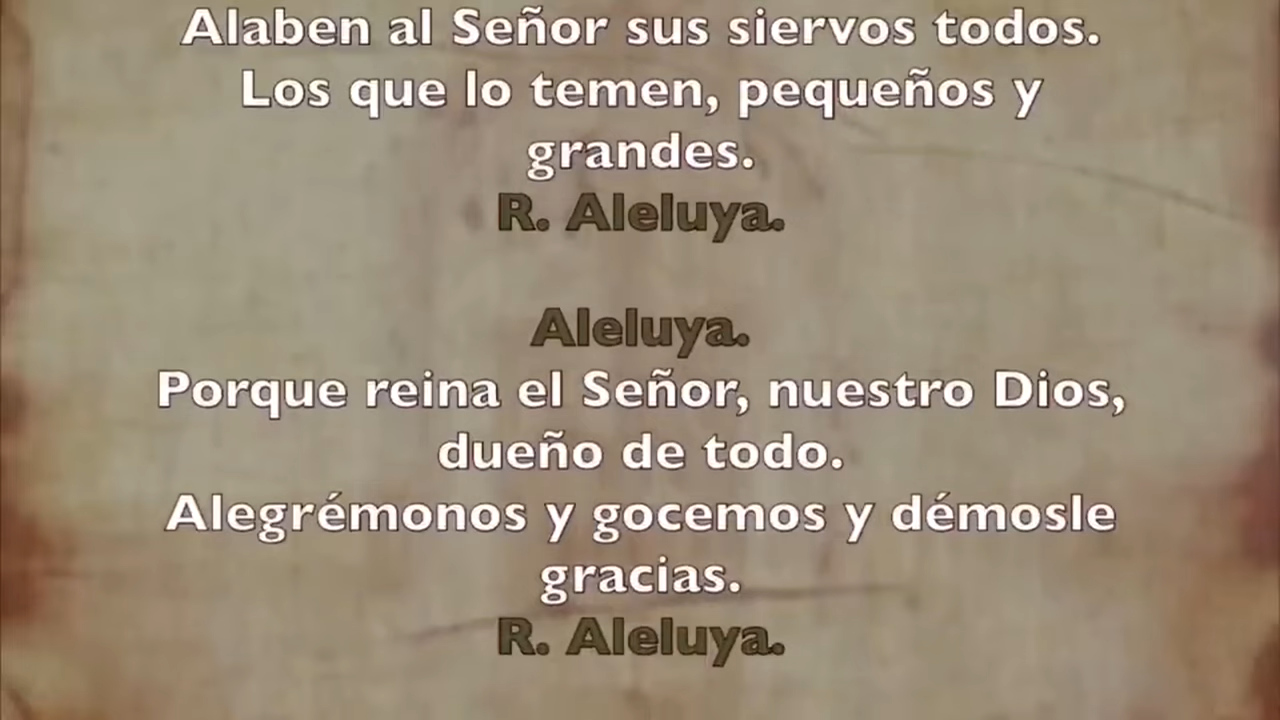 Alaben al Señor sus siervos todos.
Los que lo temen, pequeños y
grandes.
R. Aleluya.
Aleluya.
Porque reina el Señor, nuestro Dios,
dueño de todo.
Alegrémonos y gocemos y démosle
gracias.
R. Aleluya.